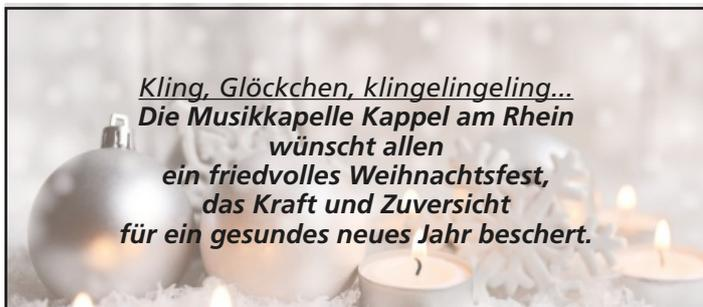 Kling, Glöckchen, klingelingeling...
Die Musikkapelle Kappel am Rhein
wünscht allen
ein friedvolles Weihnachtsfest,
das Kraft und Zuversicht
für ein gesundes neues Jahr beschert.